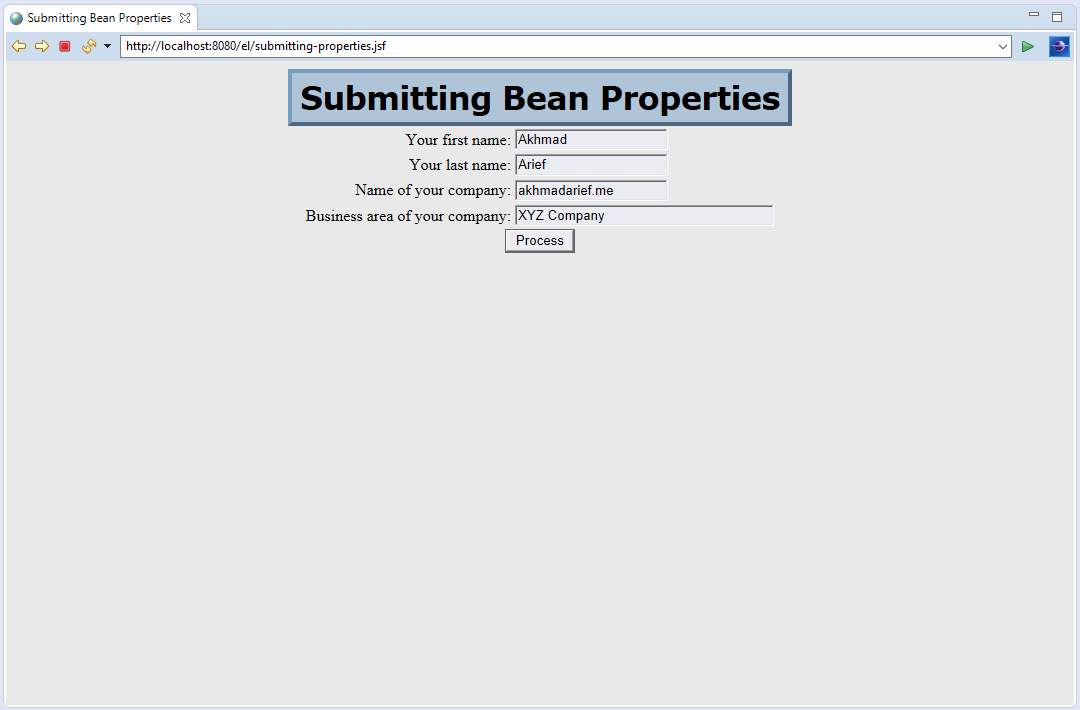 Submitting Bean Properties
http://localhost:8080/el/submitting-properties.jsf
Submitting Bean Properties
Your first name: Akhmad
Your last name: Arief
Name of your company: akhmadarief.me
Business area of your company: XYZ Company
Process